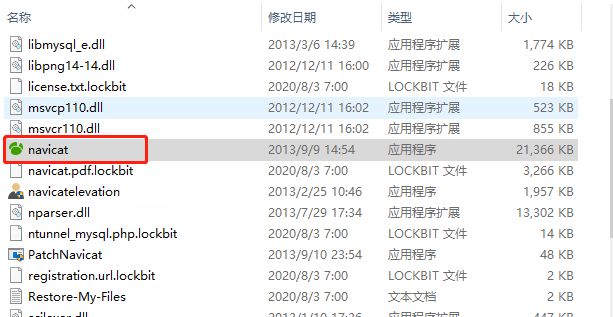 名称 修改日期 类型 大小
libmysql_e.dll 2013/3/6 14:39 应用程序扩展 1,774 KB
libpng14-14.dll 2012/12/11 16:00 应用程序扩展 226 KB
license.txt.lockbit 2020/8/3 7:00 LOCKBIT 文件 18 KB
msvcp110.dll 2012/12/11 16:02 应用程序扩展 523 KB
msvcr110.dll 2012/12/11 16:02 应用程序扩展 855 KB
navicat 2013/9/9 14:54 应用程序 21,366 KB
navicat.pdf.lockbit 2020/8/3 7:00 LOCKBIT 文件 3,266 KB
navicatelevation 2013/2/25 10:46 应用程序 1,957 KB
nparser.dll 2013/7/29 17:34 应用程序扩展 13,302 KB
ntunnel_mysql.php.lockbit 2020/8/3 7:00 LOCKBIT 文件 14 KB
PatchNavicat 2013/9/10 23:54 应用程序 48 KB
registration.url.lockbit 2020/8/3 7:00 LOCKBIT 文件 2 KB
Restore-My-Files 2020/8/3 7:00 文本文档 2 KB